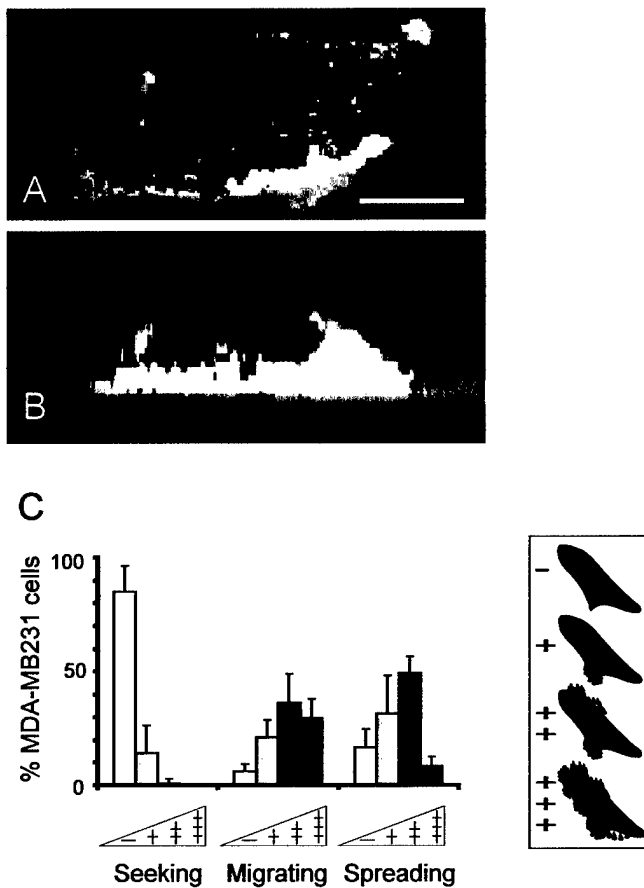 A
B
C
% MDA-MB231 cells
100
50
0
− + ++ +++
− + ++ +++
− + ++ +++
Seeking Migrating Spreading
−
+
++
+++